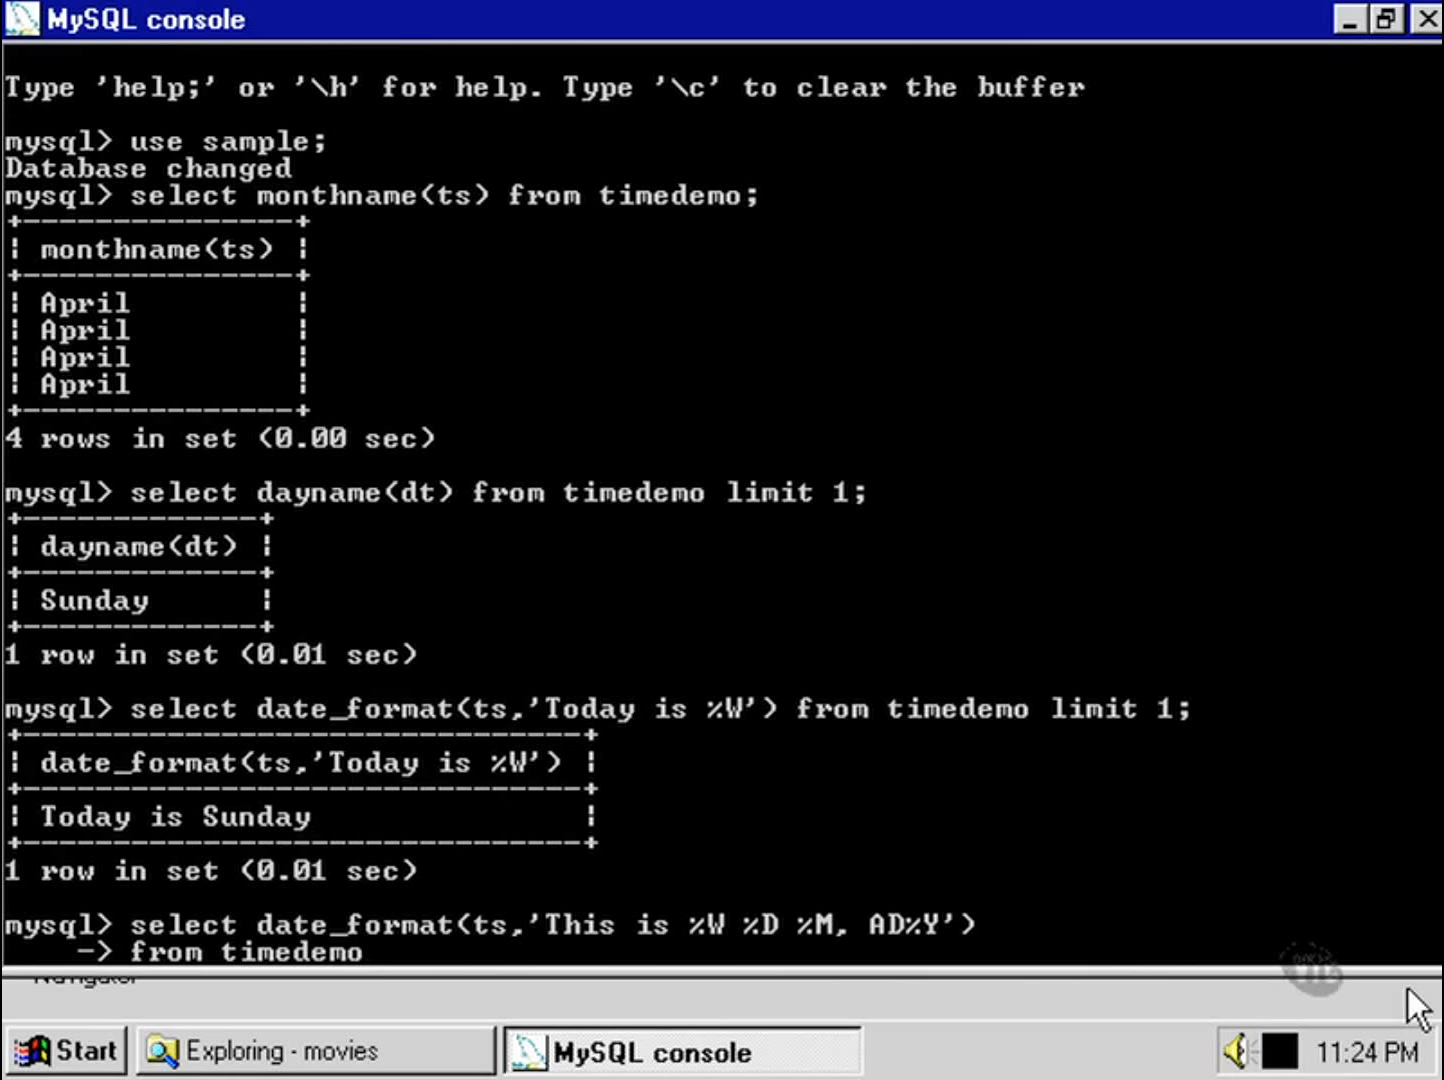 MySQL console
Type 'help;' or '\h' for help. Type '\c' to clear the buffer
mysql> use sample;
Database changed
mysql> select monthname(ts) from timedemo;
+---------------+
| monthname(ts) |
+---------------+
| April         |
| April         |
| April         |
| April         |
+---------------+
4 rows in set (0.00 sec)
mysql> select dayname(dt) from timedemo limit 1;
+-------------+
| dayname(dt) |
+-------------+
| Sunday      |
+-------------+
1 row in set (0.01 sec)
mysql> select date_format(ts,'Today is %W') from timedemo limit 1;
+-------------------------------+
| date_format(ts,'Today is %W') |
+-------------------------------+
| Today is Sunday               |
+-------------------------------+
1 row in set (0.01 sec)
mysql> select date_format(ts,'This is %W %D %M, AD%Y')
    -> from timedemo
Navigator
Start
Exploring - movies
MySQL console
11:24 PM